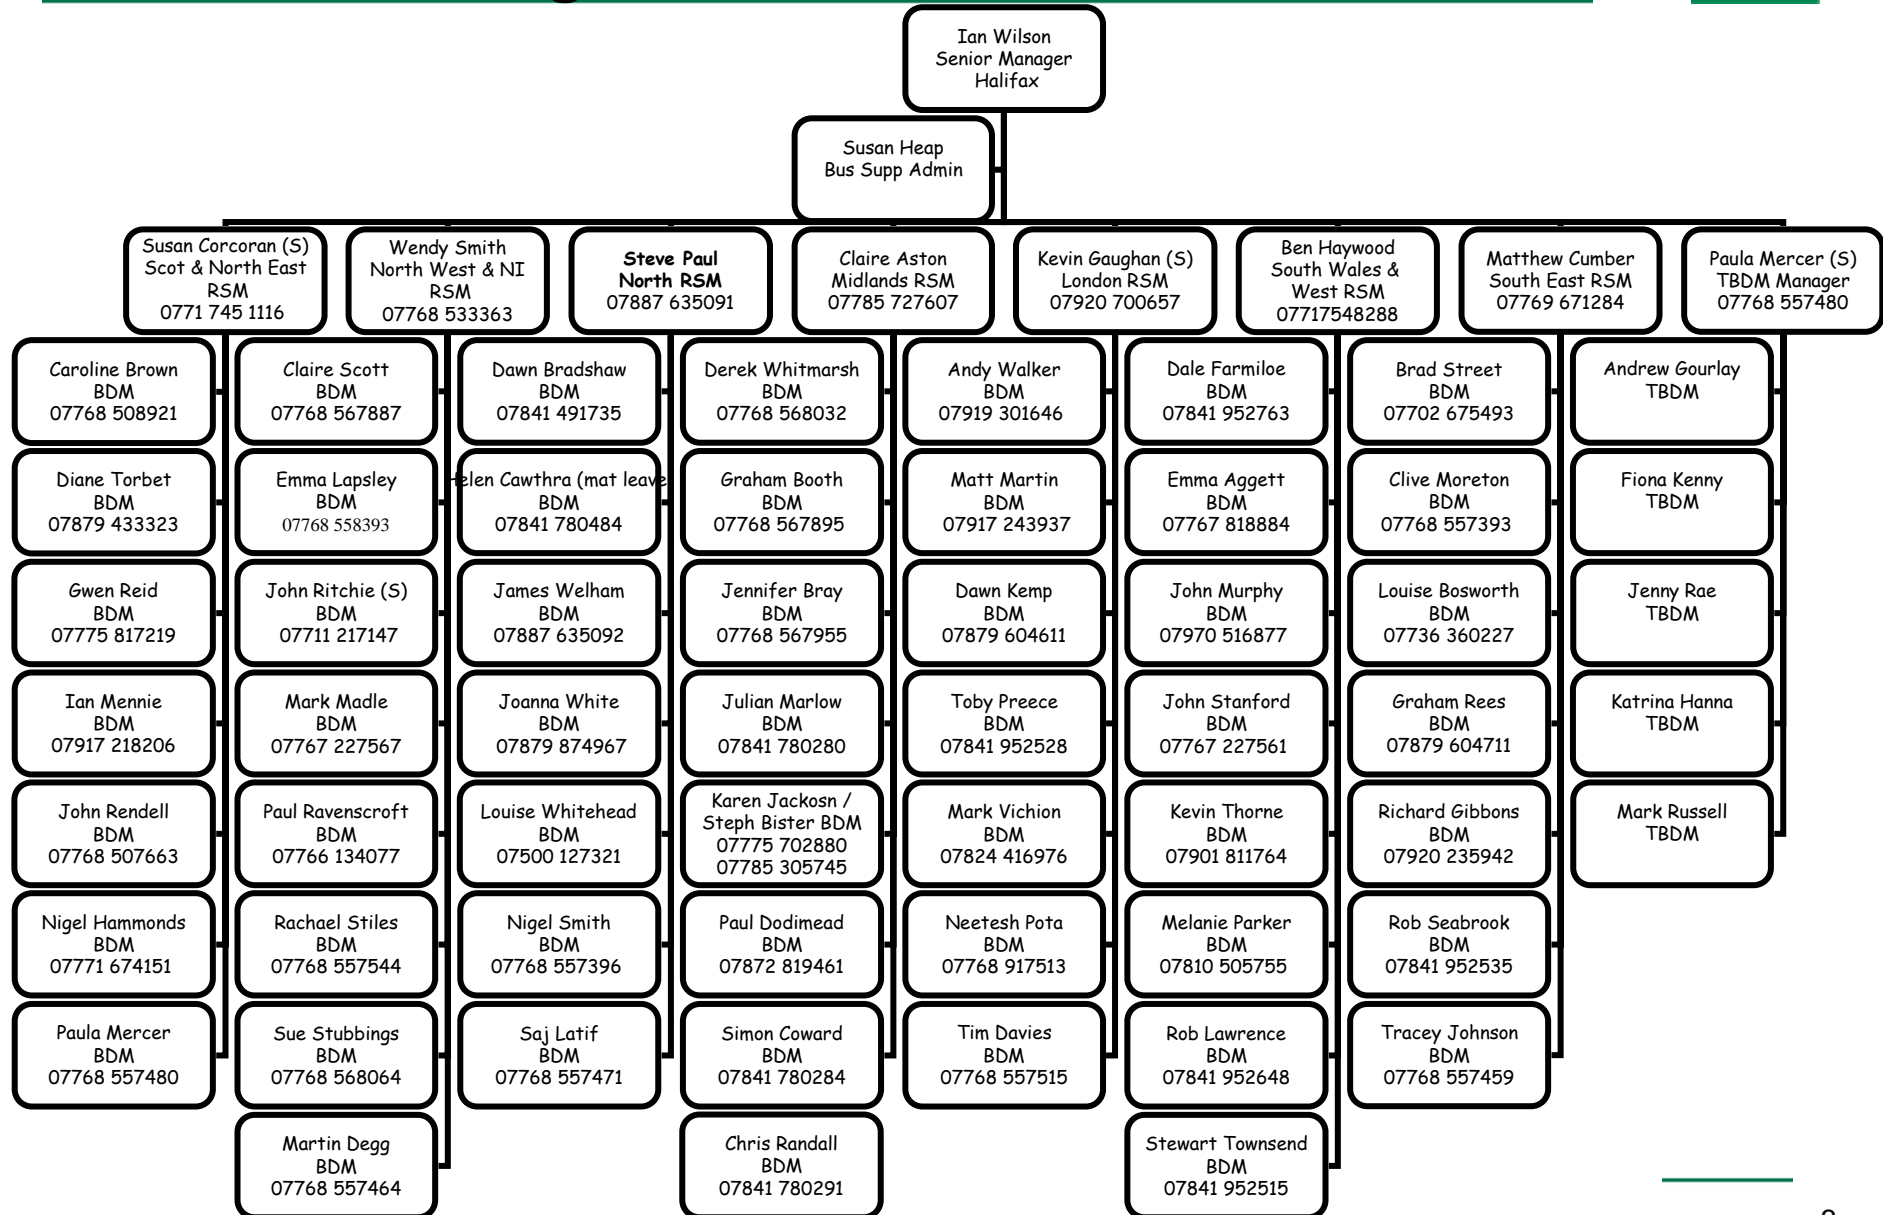 Ian Wilson
Senior Manager
Halifax
Susan Heap
Bus Supp Admin
Susan Corcoran (S)
Scot & North East
RSM
0771 745 1116
Wendy Smith
North West & NI
RSM
07768 533363
Steve Paul
North RSM
07887 635091
Claire Aston
Midlands RSM
07785 727607
Kevin Gaughan (S)
London RSM
07920 700657
Ben Haywood
South Wales &
West RSM
07717548288
Matthew Cumber
South East RSM
07769 671284
Paula Mercer (S)
TBDM Manager
07768 557480
Caroline Brown
BDM
07768 508921
Claire Scott
BDM
07768 567887
Dawn Bradshaw
BDM
07841 491735
Derek Whitmarsh
BDM
07768 568032
Andy Walker
BDM
07919 301646
Dale Farmiloe
BDM
07841 952763
Brad Street
BDM
07702 675493
Andrew Gourlay
TBDM
Diane Torbet
BDM
07879 433323
Emma Lapsley
BDM
07768 558393
Helen Cawthra (mat leave
BDM
07841 780484
Graham Booth
BDM
07768 567895
Matt Martin
BDM
07917 243937
Emma Aggett
BDM
07767 818884
Clive Moreton
BDM
07768 557393
Fiona Kenny
TBDM
Gwen Reid
BDM
07775 817219
John Ritchie (S)
BDM
07711 217147
James Welham
BDM
07887 635092
Jennifer Bray
BDM
07768 567955
Dawn Kemp
BDM
07879 604611
John Murphy
BDM
07970 516877
Louise Bosworth
BDM
07736 360227
Jenny Rae
TBDM
Ian Mennie
BDM
07917 218206
Mark Madle
BDM
07767 227567
Joanna White
BDM
07879 874967
Julian Marlow
BDM
07841 780280
Toby Preece
BDM
07841 952528
John Stanford
BDM
07767 227561
Graham Rees
BDM
07879 604711
Katrina Hanna
TBDM
John Rendell
BDM
07768 507663
Paul Ravenscroft
BDM
07766 134077
Louise Whitehead
BDM
07500 127321
Karen Jackosn /
Steph Bister BDM
07775 702880
07785 305745
Mark Vichion
BDM
07824 416976
Kevin Thorne
BDM
07901 811764
Richard Gibbons
BDM
07920 235942
Mark Russell
TBDM
Nigel Hammonds
BDM
07771 674151
Rachael Stiles
BDM
07768 557544
Nigel Smith
BDM
07768 557396
Paul Dodimead
BDM
07872 819461
Neetesh Pota
BDM
07768 917513
Melanie Parker
BDM
07810 505755
Rob Seabrook
BDM
07841 952535
Paula Mercer
BDM
07768 557480
Sue Stubbings
BDM
07768 568064
Saj Latif
BDM
07768 557471
Simon Coward
BDM
07841 780284
Tim Davies
BDM
07768 557515
Rob Lawrence
BDM
07841 952648
Tracey Johnson
BDM
07768 557459
Martin Degg
BDM
07768 557464
Chris Randall
BDM
07841 780291
Stewart Townsend
BDM
07841 952515